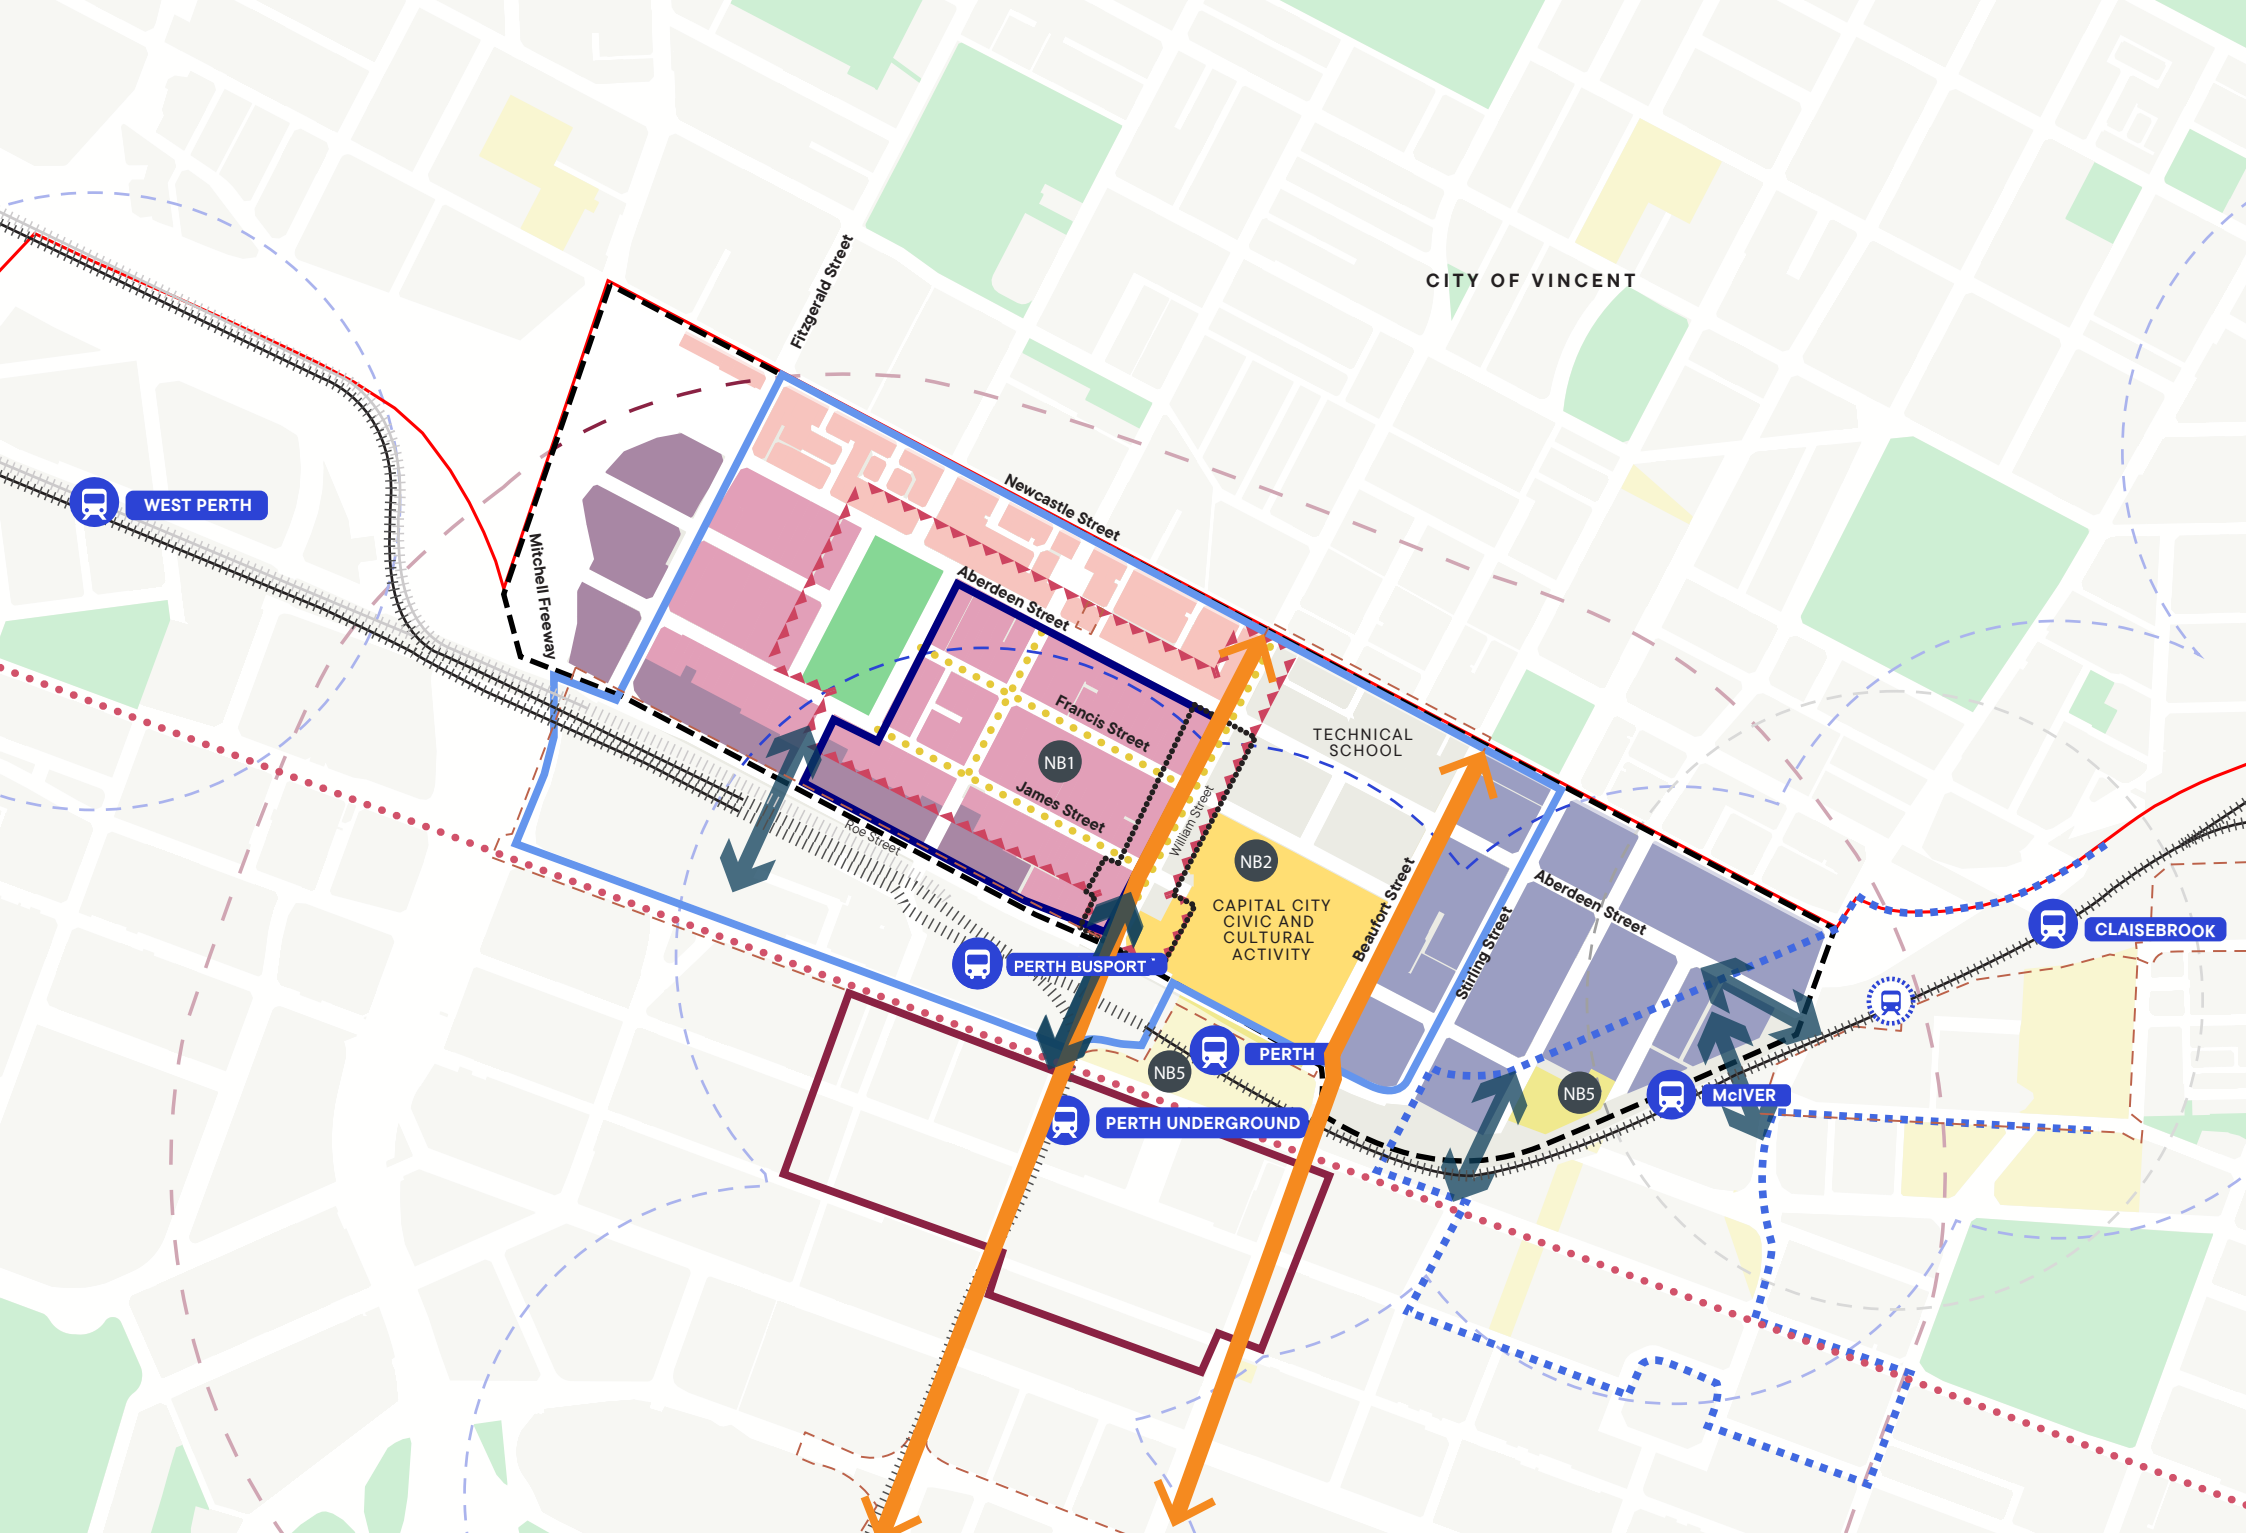 CITY OF VINCENT
Fitzgerald Street
WEST PERTH
Newcastle Street
Mitchell Freeway
Aberdeen Street
Francis Street
TECHNICAL
SCHOOL
NB1
James Street
William Street
Roe Street
NB2
CAPITAL CITY
CIVIC AND
CULTURAL
ACTIVITY
Beaufort Street
Aberdeen Street
Stirling Street
CLAISEBROOK
PERTH BUSPORT
PERTH
NB5
NB5
McIVER
PERTH UNDERGROUND